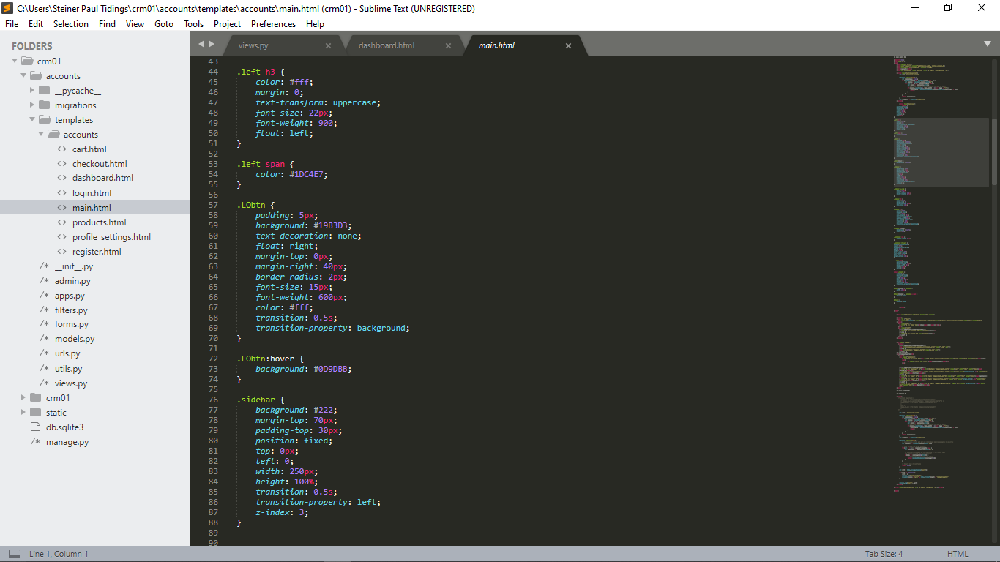 C:\Users\Steiner Paul Tidings\crm01\accounts\templates\accounts\main.html (crm01) - Sublime Text (UNREGISTERED)
File Edit Selection Find View Goto Tools Project Preferences Help
FOLDERS
crm01
accounts
__pycache__
migrations
templates
accounts
<> cart.html
<> checkout.html
<> dashboard.html
<> login.html
<> main.html
<> products.html
<> profile_settings.html
<> register.html
/* __init__.py
/* admin.py
/* apps.py
/* filters.py
/* forms.py
/* models.py
/* urls.py
/* utils.py
/* views.py
crm01
static
db.sqlite3
/* manage.py
views.py × dashboard.html × main.html ×
43
44 .left h3 {
45 color: #fff;
46 margin: 0;
47 text-transform: uppercase;
48 font-size: 22px;
49 font-weight: 900;
50 float: left;
51 }
52
53 .left span {
54 color: #1DC4E7;
55 }
56
57 .LObtn {
58 padding: 5px;
59 background: #19B3D3;
60 text-decoration: none;
61 float: right;
62 margin-top: 0px;
63 margin-right: 40px;
64 border-radius: 2px;
65 font-size: 15px;
66 font-weight: 600px;
67 color: #fff;
68 transition: 0.5s;
69 transition-property: background;
70 }
71
72 .LObtn:hover {
73 background: #0D9DBB;
74 }
75
76 .sidebar {
77 background: #222;
78 margin-top: 70px;
79 padding-top: 30px;
80 position: fixed;
81 top: 0px;
82 left: 0;
83 width: 250px;
84 height: 100%;
85 transition: 0.5s;
86 transition-property: left;
87 z-index: 3;
88 }
89
90
Line 1, Column 1
Tab Size: 4 HTML